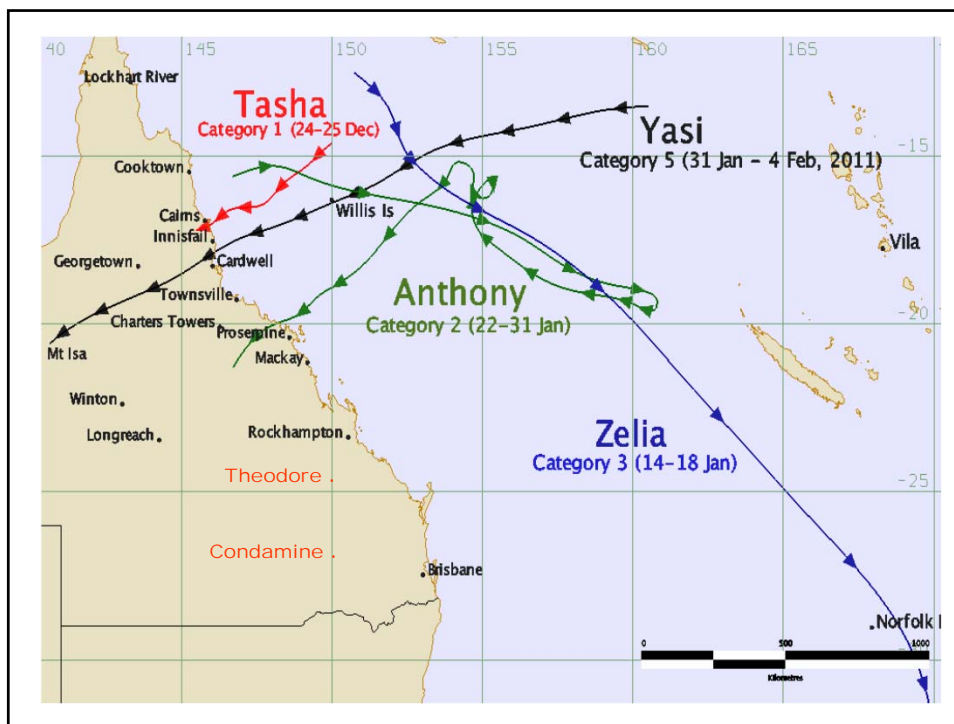 40 145 150 155 160 165
Lockhart River
Tasha
Category 1 (24-25 Dec)
Yasi
Category 5 (31 Jan - 4 Feb, 2011)
-15
Cooktown
Willis Is
Cairns
Innisfail
Vila
Georgetown
Cardwell
Anthony
Category 2 (22-31 Jan)
Townsville
Charters Towers
Prosemine
-20
Mt Isa
Mackay
Winton
Longreach
Rockhampton
Zelia
Category 3 (14-18 Jan)
Theodore .
-25
Condamine .
Brisbane
Norfolk I
0 500 1000
Kilometres